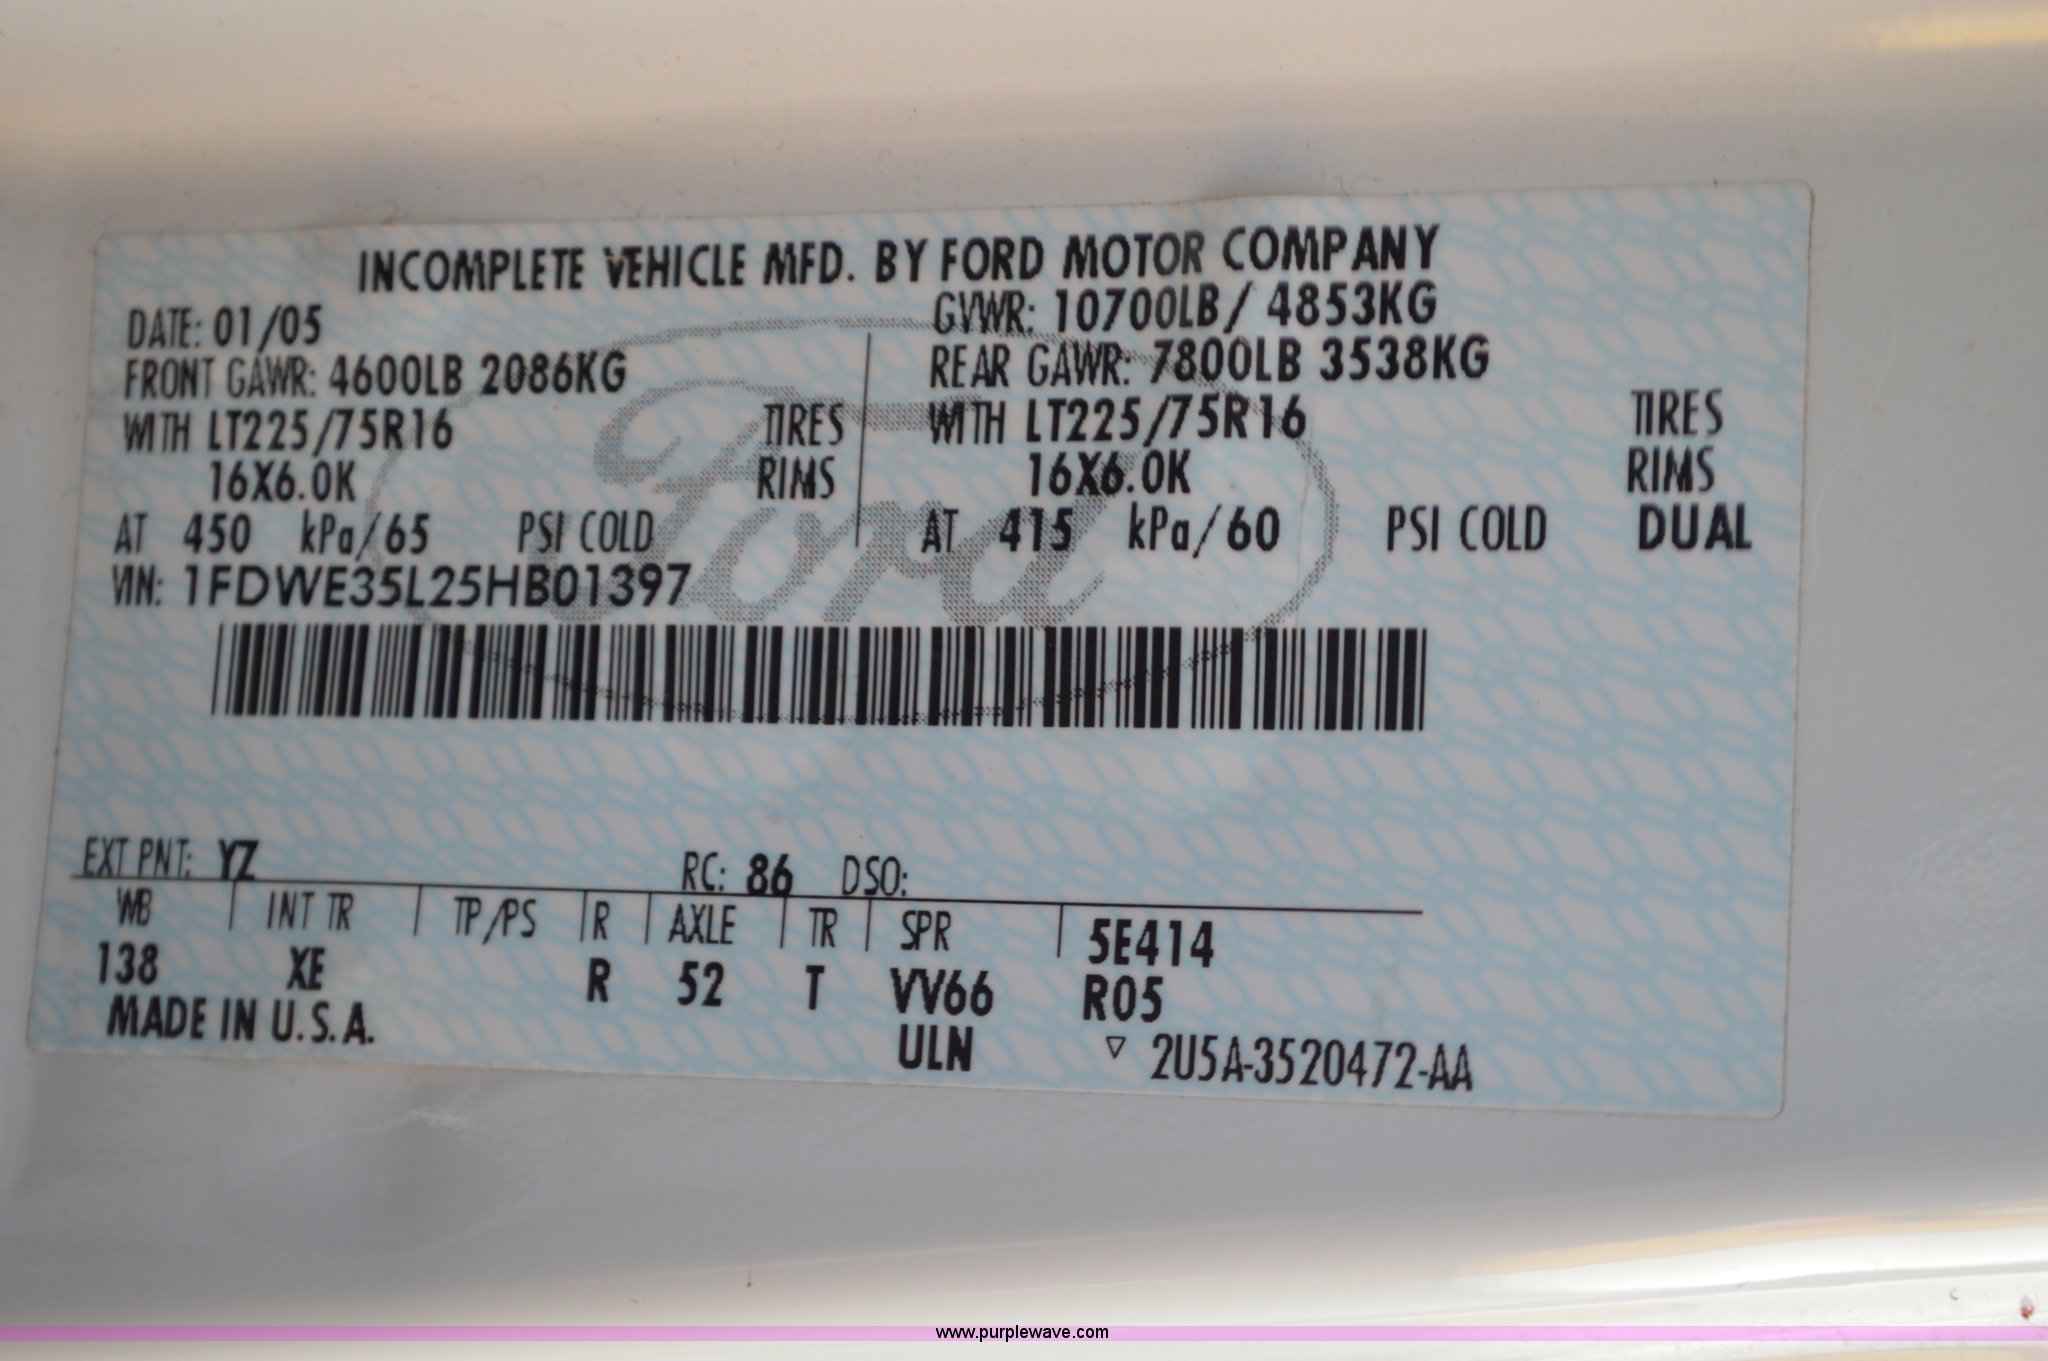 INCOMPLETE VEHICLE MFD. BY FORD MOTOR COMPANY
DATE: 01/05 GVWR: 10700LB/ 4853KG
FRONT GAWR: 4600LB 2086KG REAR GAWR: 7800LB 3538KG
WITH LT225/75R16 TIRES WITH LT225/75R16 TIRES
16X6.0K RIMS 16X6.0K RIMS
AT 450 kPa/65 PSI COLD AT 415 kPa/60 PSI COLD DUAL
VIN: 1FDWE35L25HB01397
Ford
EXT PNT: YZ RC: 86 DSO:
WB INT TR TP/PS R AXLE TR SPR 5E414
138 XE R 52 T VV66 R05
MADE IN U.S.A. ULN ▽ 2U5A-3520472-AA
www.purplewave.com